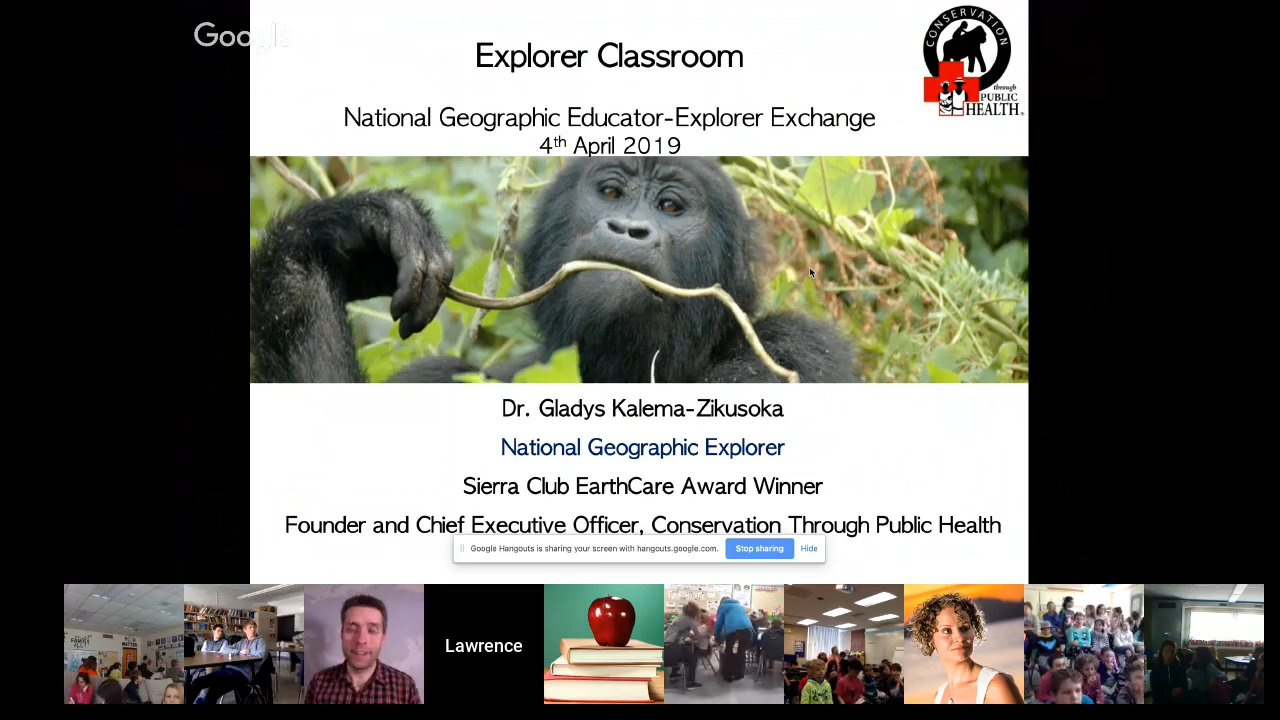 Google
CONSERVATION
through
PUBLIC
HEALTH
Explorer Classroom
National Geographic Educator-Explorer Exchange
4th April 2019
Dr. Gladys Kalema-Zikusoka
National Geographic Explorer
Sierra Club EarthCare Award Winner
Founder and Chief Executive Officer, Conservation Through Public Health
Google Hangouts is sharing your screen with hangouts.google.com. Stop sharing Hide
FAMILY
MATTER
Lawrence